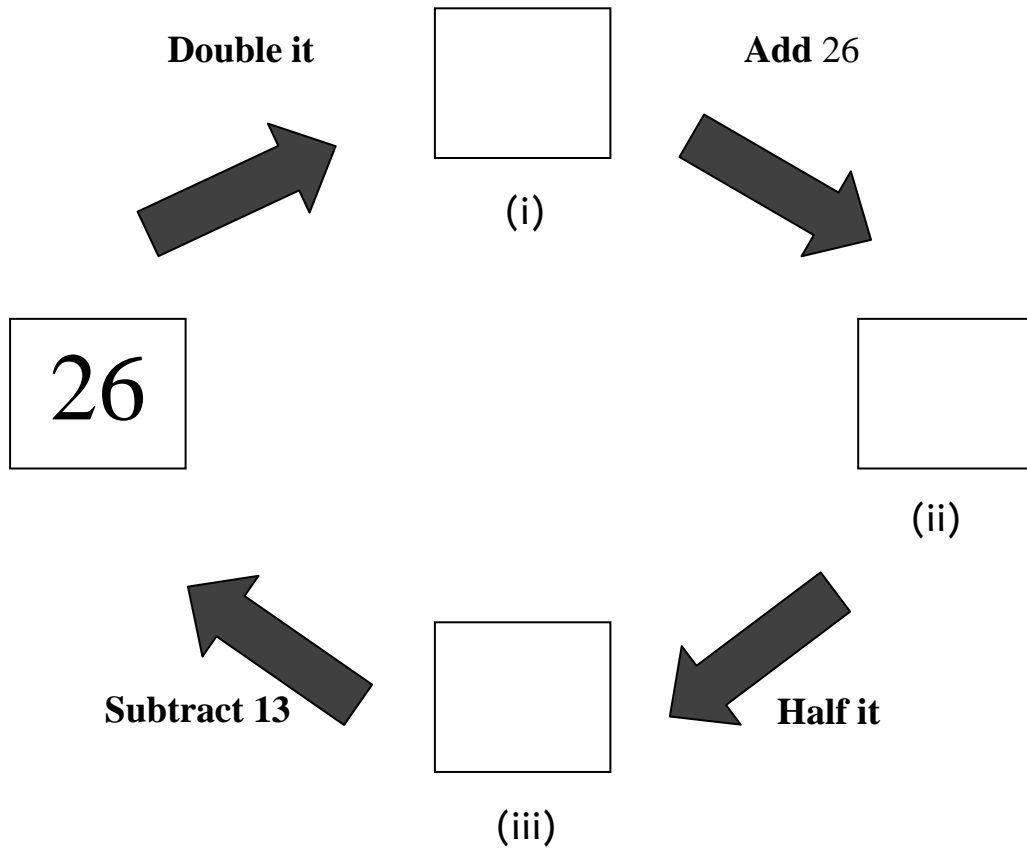 Double it
Add 26
(i)
26
(ii)
Subtract 13
Half it
(iii)